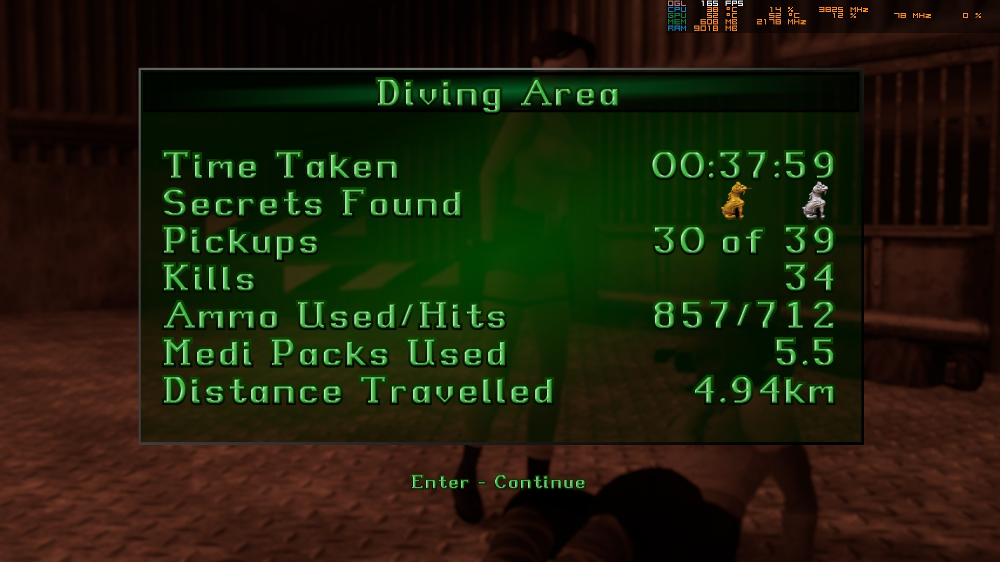 OGL 165 FPS
CPU 38 °C 14 % 3825 MHz
GPU 52 °C 52 °C 12 % 78 MHz 0 %
MEM 608 MB 2178 MHz
RAM 9018 MB
Diving Area
Time Taken 00:37:59
Secrets Found
Pickups 30 of 39
Kills 34
Ammo Used/Hits 857/712
Medi Packs Used 5.5
Distance Travelled 4.94km
Enter - Continue